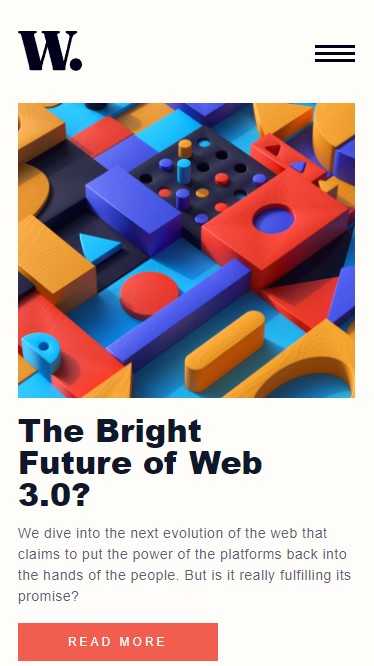 W.
The Bright
Future of Web
3.0?
We dive into the next evolution of the web that
claims to put the power of the platforms back into
the hands of the people. But is it really fulfilling its
promise?
READ MORE